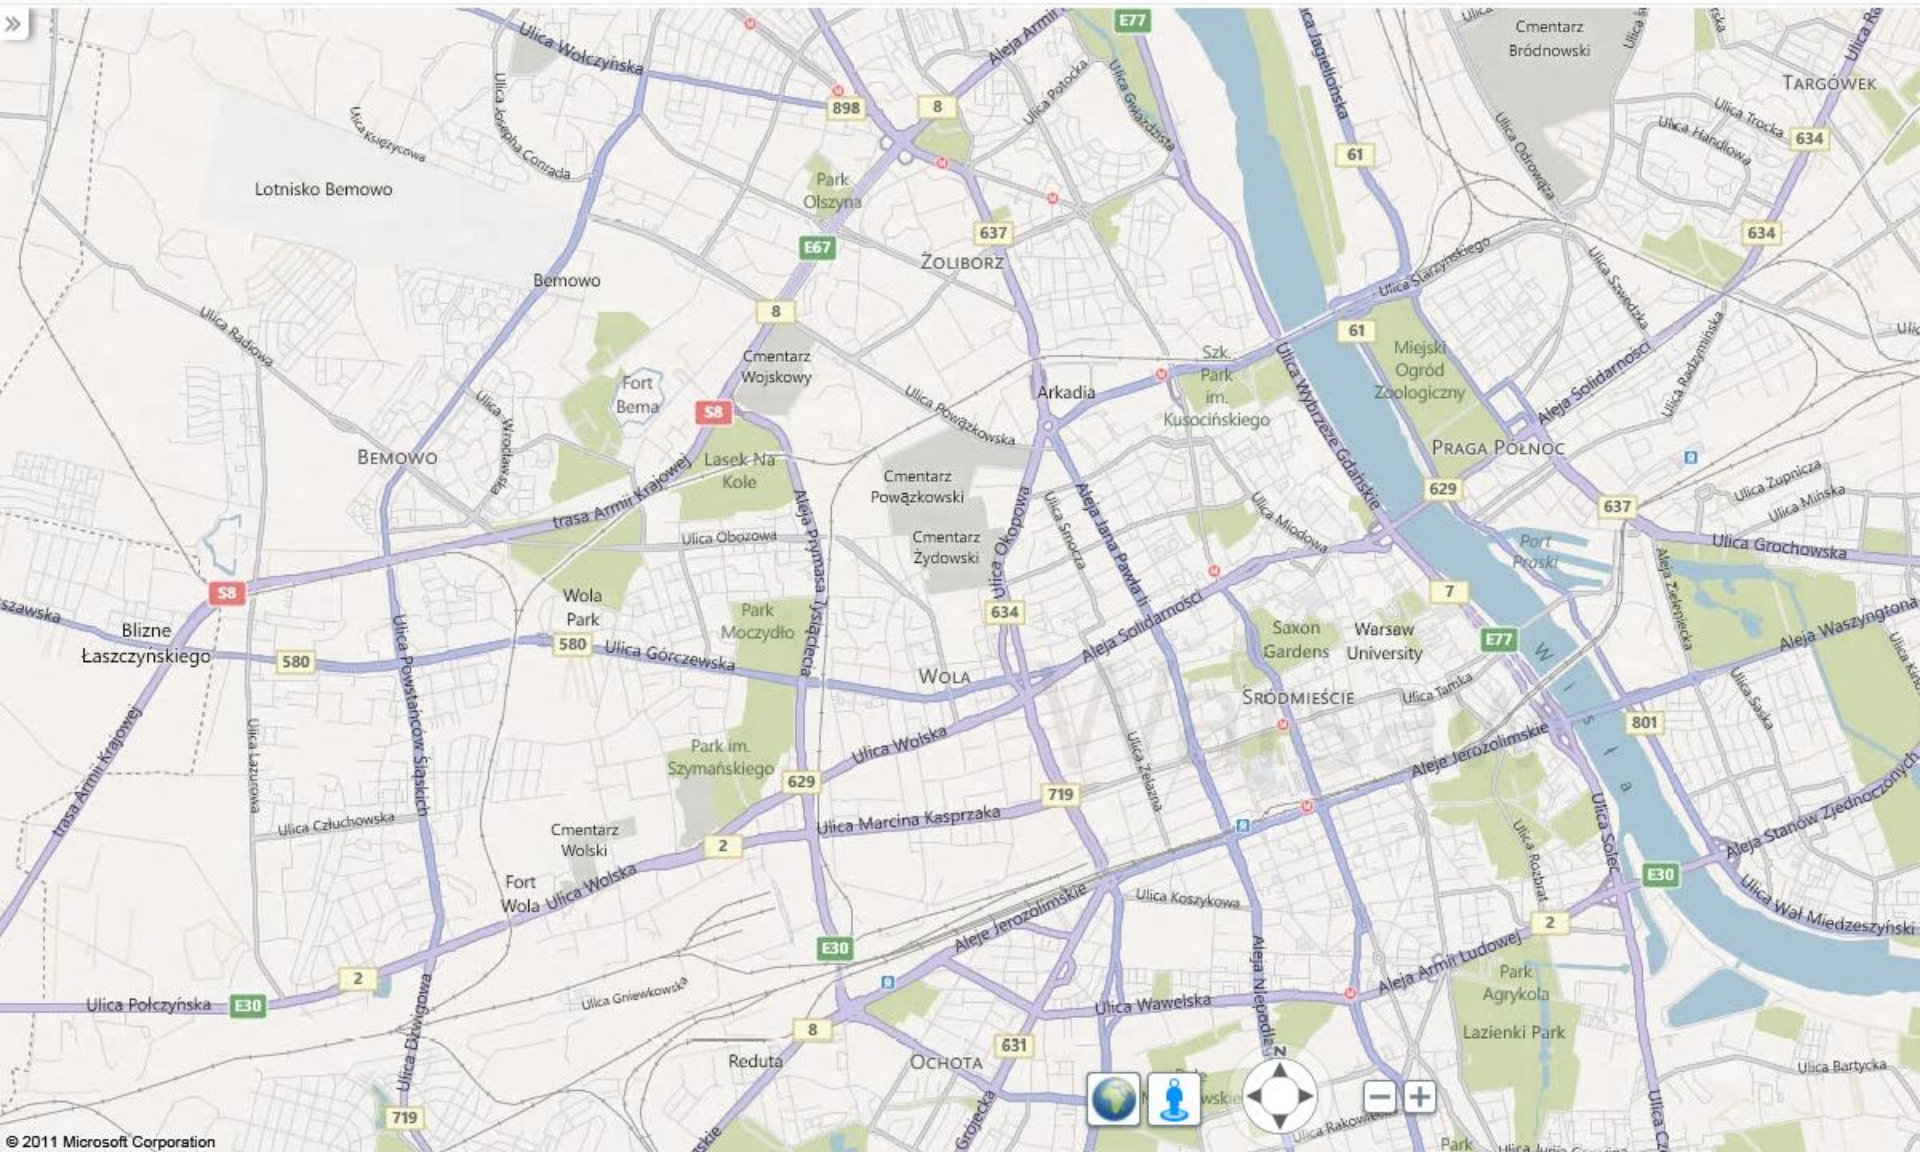 Cmentarz
Bródnowski
Ulica Wołczyńska
Aleja Armii
E77
TARGÓWEK
Ulica Potocka
Ulica Gwiaździsta
898
8
Ulica Józepha Conrada
Ulica Księżycowa
61
Ulica Odrowąża
Ulica Trocka
Ulica Handlowa
634
Lotnisko Bemowo
Park
Olszyna
637
E67
ŻOLIBORZ
634
Ulica Starzyńskiego
Ulica Szwedzka
Bemowo
8
Ulica Radiowa
61
Szk.
Park
im.
Kusocińskiego
Miejski
Ogród
Zoologiczny
Ulica Radzymińska
Cmentarz
Wojskowy
Fort
Bema
S8
Arkadia
Ulica Wybrzeże Gdańskie
Aleja Solidarności
Ulica Powązkowska
Ulica Wrocławska
BEMOWO
PRAGA PÓŁNOC
Lasek Na
Kole
Cmentarz
Powązkowski
trasa Armii Krajowej
629
637
Ulica Żupnicza
Ulica Mińska
Aleja Prymasa Tysiąclecia
Ulica Okopowa
Ulica Smocza
Aleja Jana Pawła Ii
Ulica Miodowa
Ulica Obozowa
Cmentarz
Żydowski
Port
Praski
Ulica Grochowska
S8
Wola
Park
Park
Moczydło
634
7
Aleja Zieleniecka
Aleja Waszyngtona
Blizne
Łaszczyńskiego
Ulica Powstańców Śląskich
580
580
Ulica Górczewska
Aleja Solidarności
Saxon
Gardens
Warsaw
University
E77
Wisła
WOLA
ŚRÓDMIEŚCIE
Ulica Tamka
Ulica Saska
801
trasa Armii Krajowej
Ulica Lazurowa
Park im.
Szymańskiego
Ulica Wolska
Ulica Żelazna
Aleje Jerozolimskie
629
719
Ulica Człuchowska
Ulica Marcina Kasprzaka
Cmentarz
Wolski
2
Ulica Solec
Ulica Rozbrat
Aleja Stanów Zjednoczonych
E30
Fort
Wola
Ulica Wolska
Ulica Koszykowa
Ulica Wał Miedzeszyński
E30
Aleje Jerozolimskie
2
Aleja Armii Ludowej
2
Ulica Połczyńska
E30
Ulica Gniewkowska
Ulica Wawelska
Park
Agrykola
Lazienki Park
8
Reduta
OCHOTA
631
Ulica Dźwigowa
Ulica Bartycka
719
Grójecka
N
Park
© 2011 Microsoft Corporation